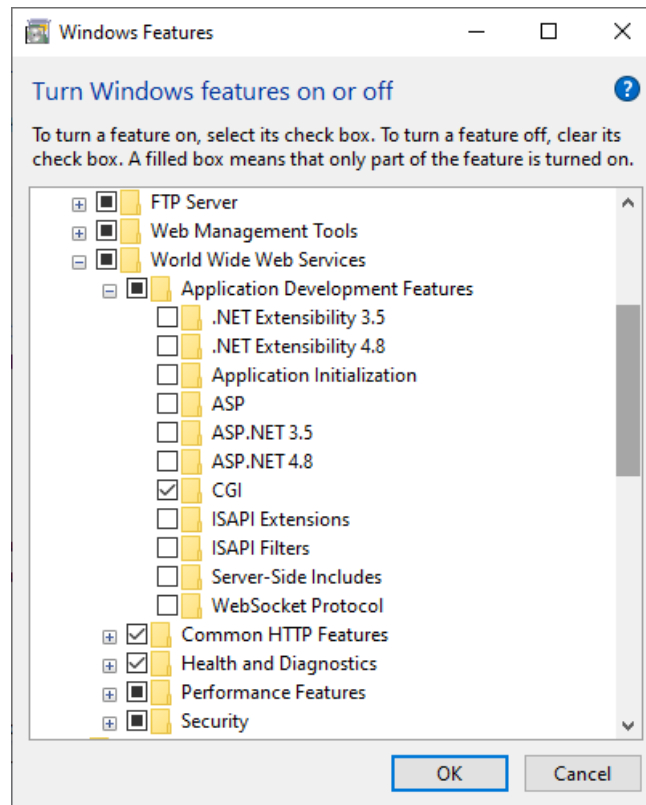 Windows Features
Turn Windows features on or off
To turn a feature on, select its check box. To turn a feature off, clear its
check box. A filled box means that only part of the feature is turned on.
FTP Server
Web Management Tools
World Wide Web Services
Application Development Features
.NET Extensibility 3.5
.NET Extensibility 4.8
Application Initialization
ASP
ASP.NET 3.5
ASP.NET 4.8
CGI
ISAPI Extensions
ISAPI Filters
Server-Side Includes
WebSocket Protocol
Common HTTP Features
Health and Diagnostics
Performance Features
Security
OK
Cancel